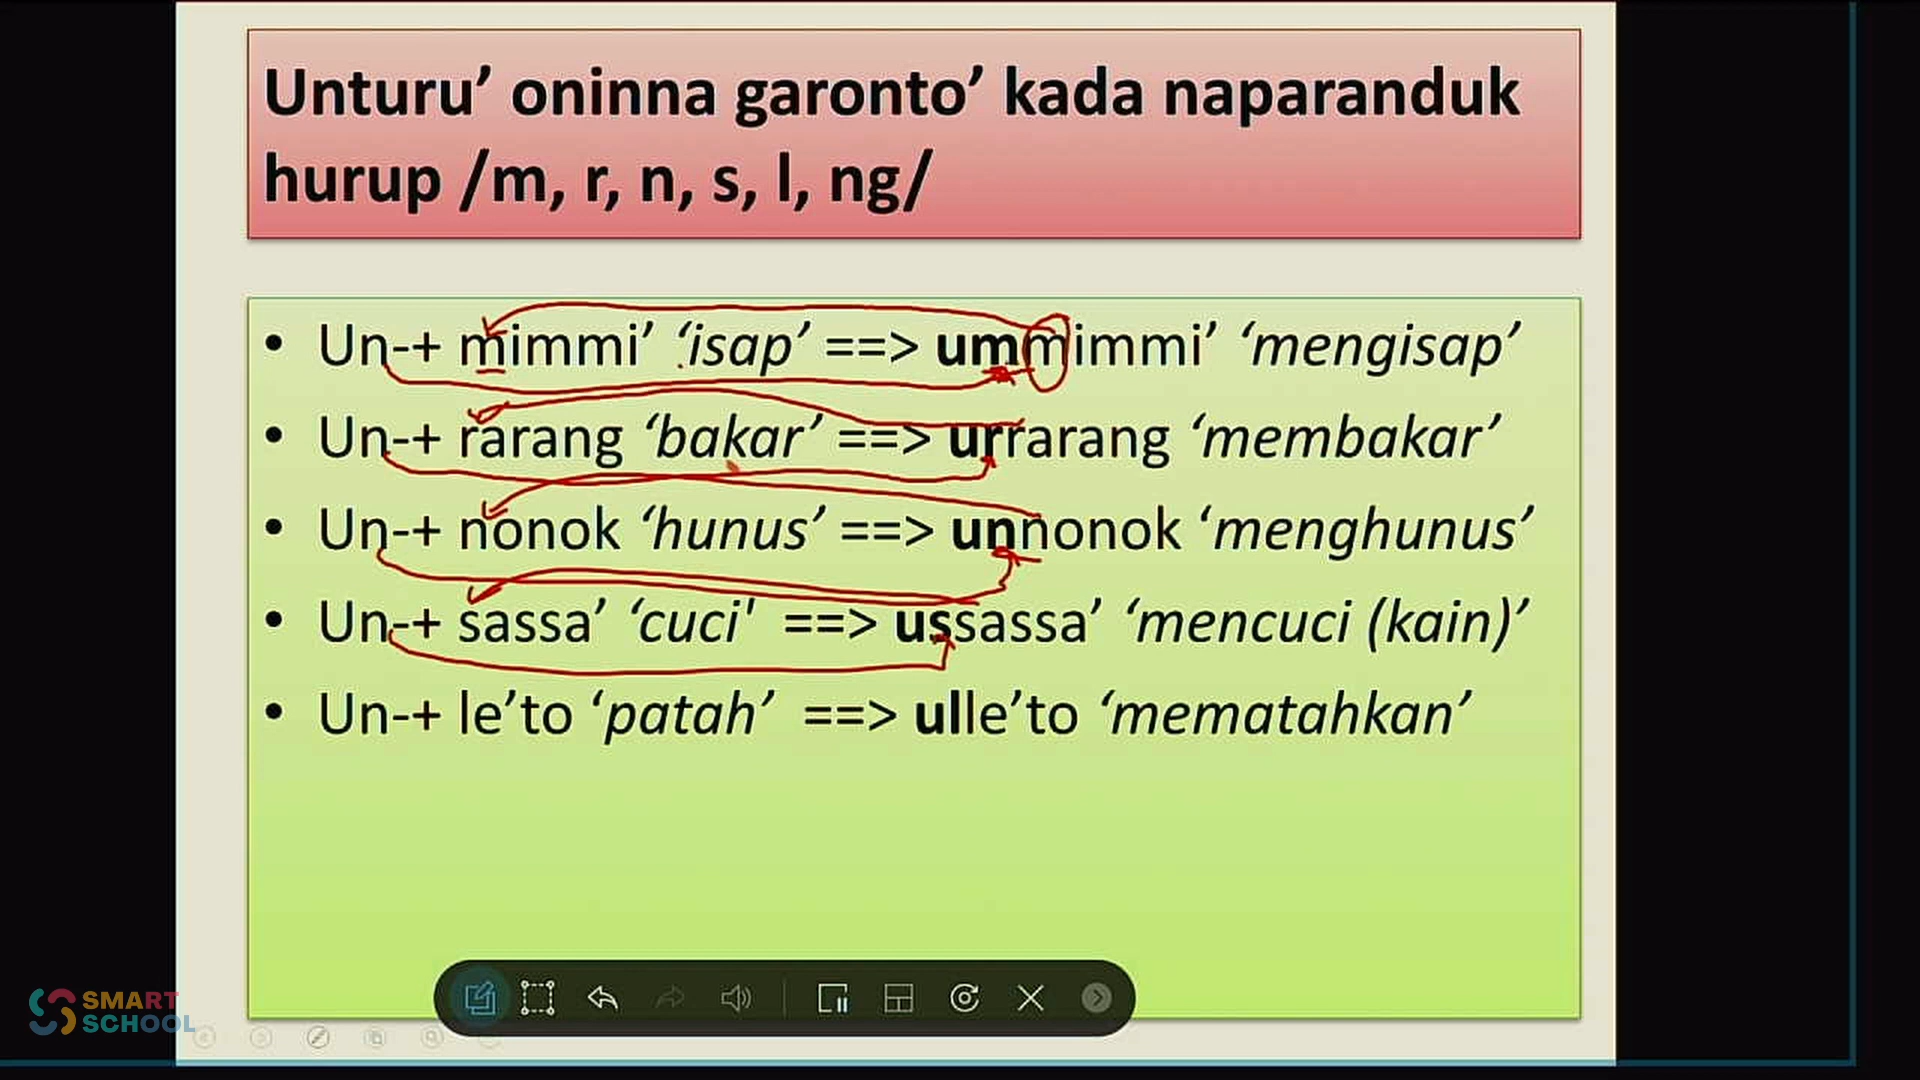 Unturu’ oninna garonto’ kada naparanduk
hurup /m, r, n, s, l, ng/
• Un-+ mimmi’ ‘isap’ ==> ummimmi’ ‘mengisap’
• Un-+ rarang ‘bakar’ ==> urrarang ‘membakar’
• Un-+ nonok ‘hunus’ ==> unnonok ‘menghunus’
• Un-+ sassa’ ‘cuci' ==> ussassa’ ‘mencuci (kain)’
• Un-+ le’to ‘patah’ ==> ulle’to ‘mematahkan’
SMART
SCHOOL